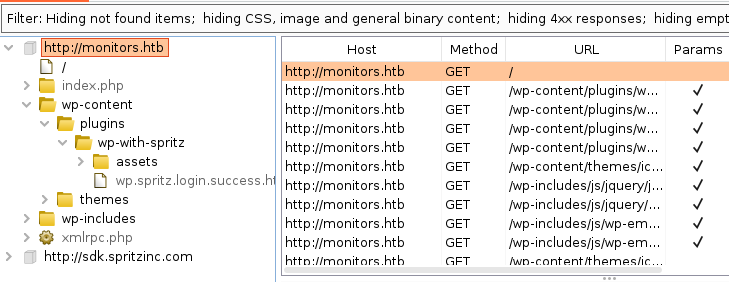 Filter: Hiding not found items;  hiding CSS, image and general binary content;  hiding 4xx responses;  hiding empt
http://monitors.htb
/
index.php
wp-content
plugins
wp-with-spritz
assets
wp.spritz.login.success.ht
themes
wp-includes
xmlrpc.php
http://sdk.spritzinc.com
Host Method URL Params
http://monitors.htb GET /
http://monitors.htb GET /wp-content/plugins/w... ✓
http://monitors.htb GET /wp-content/plugins/w... ✓
http://monitors.htb GET /wp-content/plugins/w... ✓
http://monitors.htb GET /wp-content/plugins/w... ✓
http://monitors.htb GET /wp-content/themes/ic... ✓
http://monitors.htb GET /wp-includes/js/jquery/j... ✓
http://monitors.htb GET /wp-includes/js/jquery/... ✓
http://monitors.htb GET /wp-includes/js/wp-em... ✓
http://monitors.htb GET /wp-includes/js/wp-em... ✓
http://monitors.htb GET /wp-content/themes/ic...